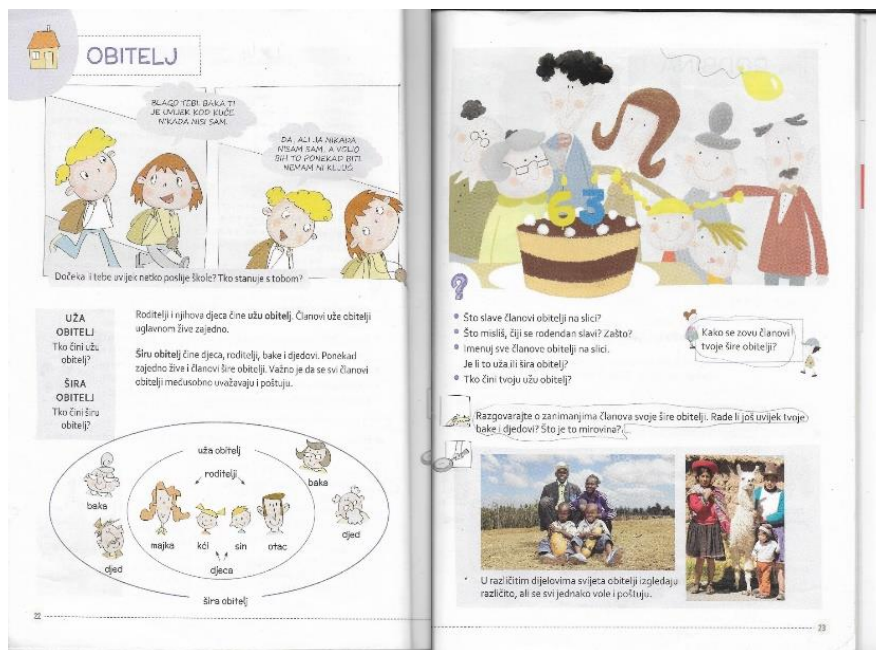 OBITELJ
BLAGO TEBI. BAKA TI
JE UVIJEK KOD KUĆE.
NIKADA NISI SAM.
DA, ALI JA NIKADA
NISAM SAM, A VOLIO
BIH TO PONEKAD BITI.
NEMAM NI KLJUČ.
Dočeka li tebe uvijek netko poslije škole? Tko stanuje s tobom?
UŽA
OBITELJ
Tko čini užu
obitelj?
ŠIRA
OBITELJ
Tko čini širu
obitelj?
Roditelji i njihova djeca čine užu obitelj. Članovi uže obitelji
uglavnom žive zajedno.
Širu obitelj čine djeca, roditelji, bake i djedovi. Ponekad
zajedno žive i članovi šire obitelji. Važno je da se svi članovi
obitelji međusobno uvažavaju i poštuju.
uža obitelj
roditelji
baka
baka
majka
kći
sin
otac
djed
djed
djeca
šira obitelj
22
63
Što slave članovi obitelji na slici?
Što misliš, čiji se rođendan slavi? Zašto?
Imenuj sve članove obitelji na slici.
Je li to uža ili šira obitelj?
Tko čini tvoju užu obitelj?
Kako se zovu članovi
tvoje šire obitelji?
Razgovarajte o zanimanjima članova svoje šire obitelji. Rade li još uvijek tvoje
bake i djedovi? Što je to mirovina?
U različitim dijelovima svijeta obitelji izgledaju
različito, ali se svi jednako vole i poštuju.
23